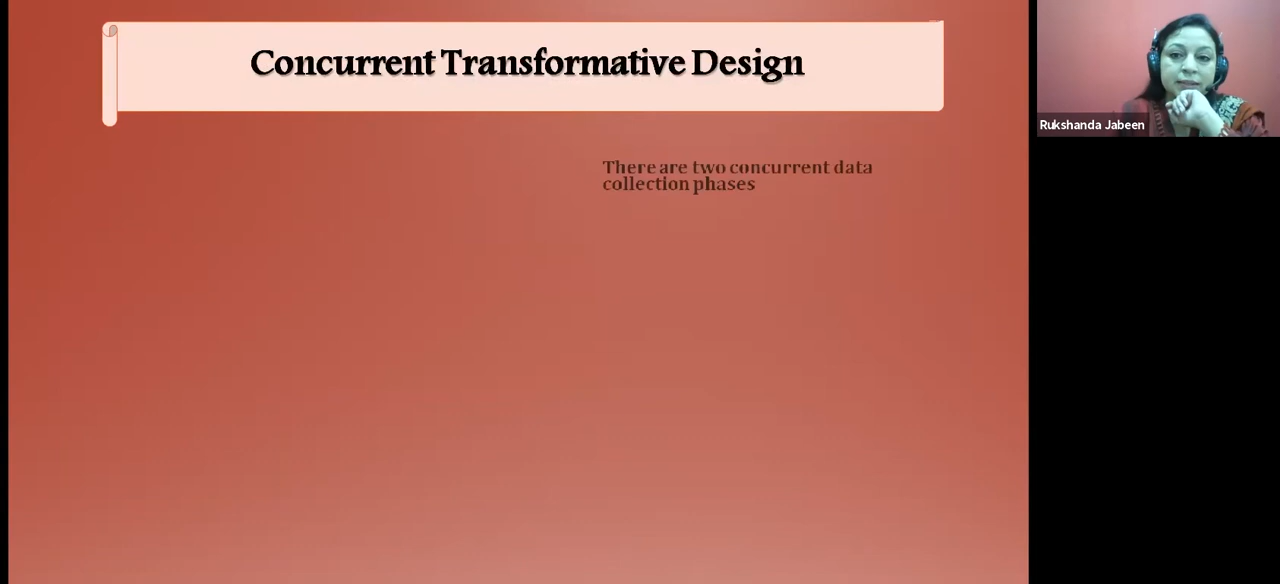 Concurrent Transformative Design
Rukshanda Jabeen
There are two concurrent data
collection phases